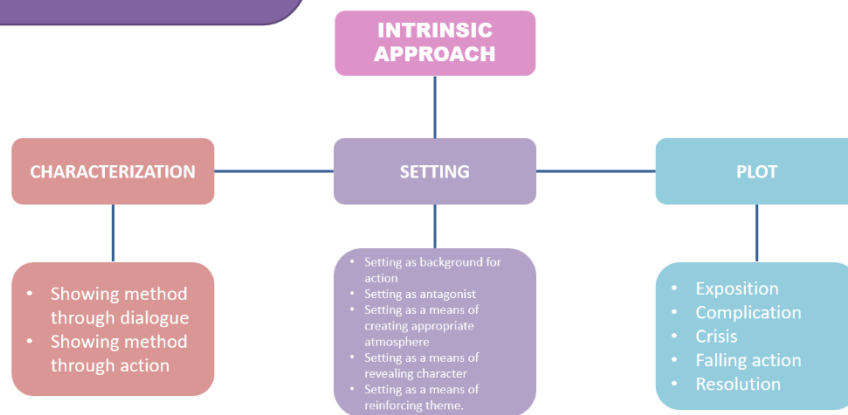 INTRINSIC
APPROACH
CHARACTERIZATION
SETTING
PLOT
• Showing method
through dialogue
• Showing method
through action
• Setting as background for
action
• Setting as antagonist
• Setting as a means of
creating appropriate
atmosphere
• Setting as a means of
revealing character
• Setting as a means of
reinforcing theme.
• Exposition
• Complication
• Crisis
• Falling action
• Resolution